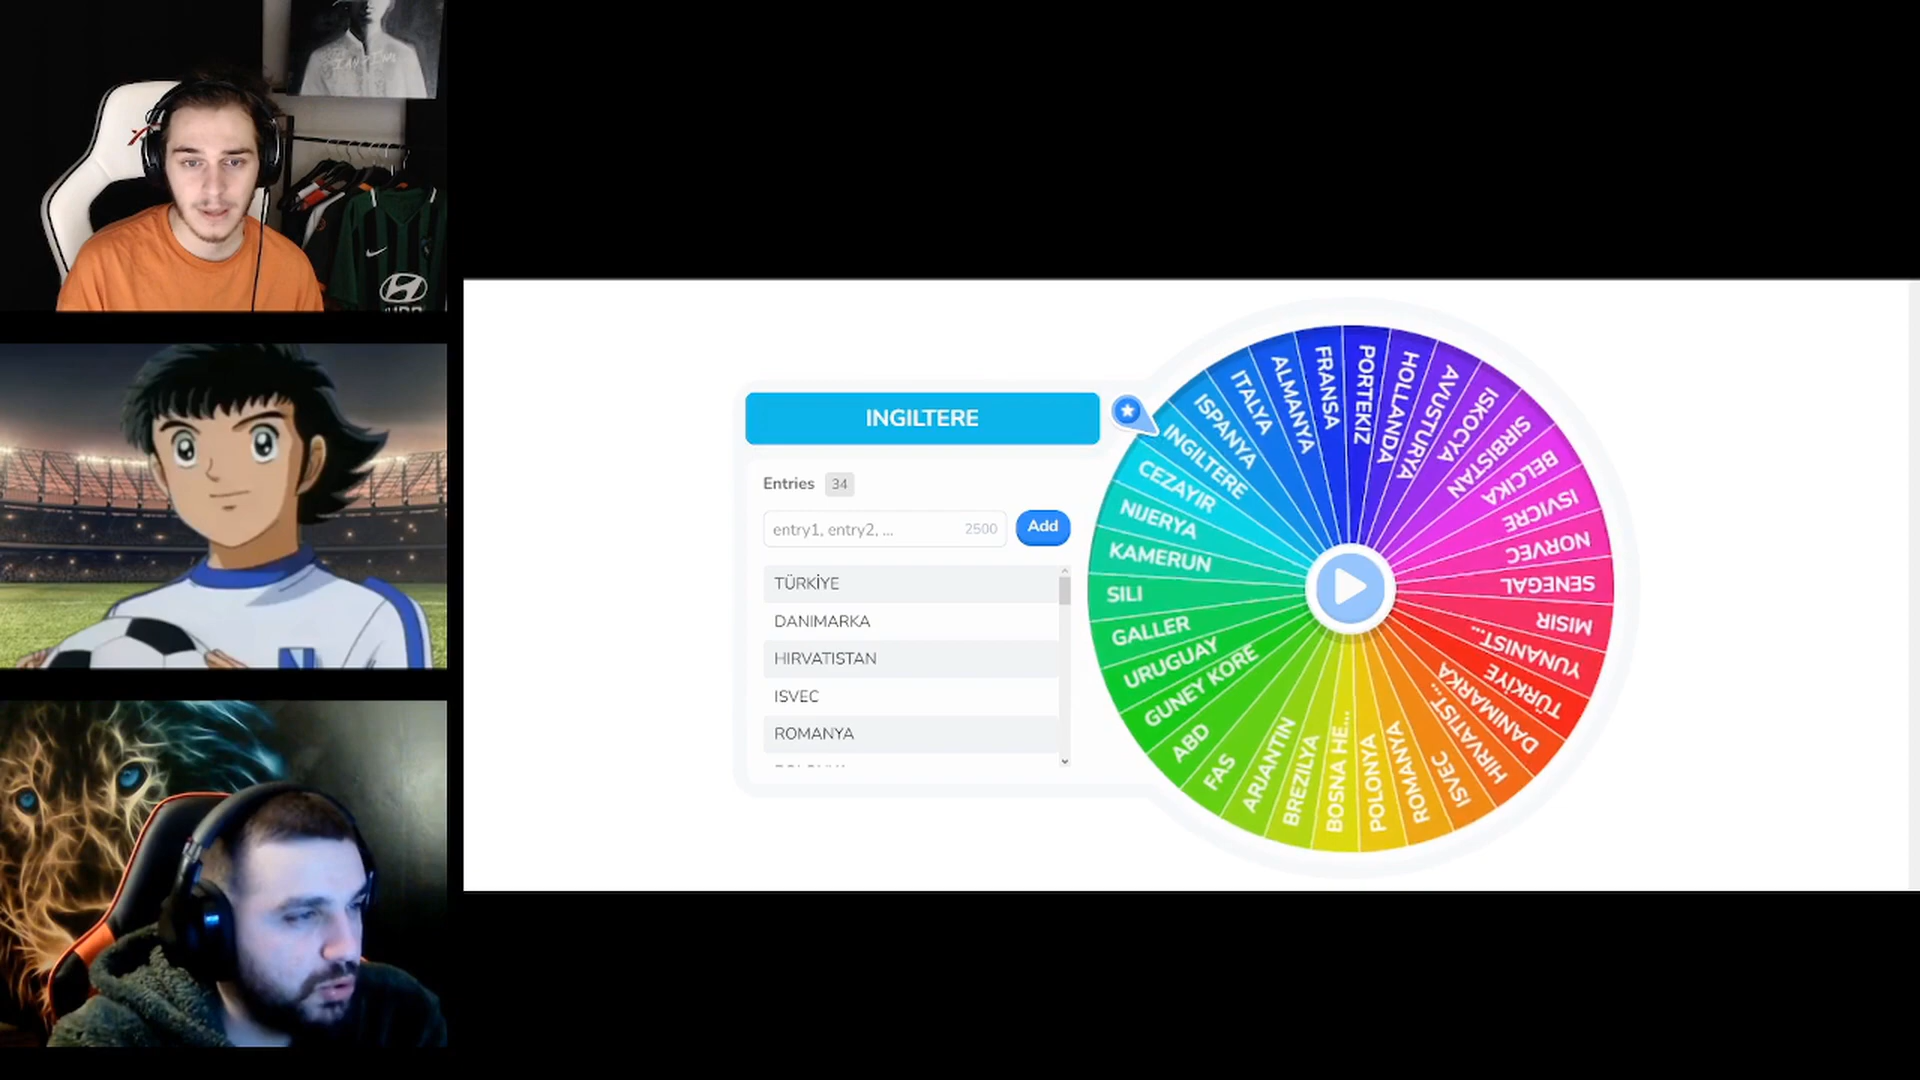 INGILTERE
Entries 34
entry1, entry2, ... 2500 Add
TÜRKİYE
DANIMARKA
HIRVATISTAN
ISVEC
ROMANYA
INGILTERE
ISPANYA
ITALYA
ALMANYA
FRANSA
PORTEKIZ
HOLLANDA
AVUSTURYA
ISKOCYA
SIRBISTAN
BELCIKA
ISVICRE
NORVEC
SENEGAL
MISIR
YUNANIST...
TÜRKİYE
DANIMARKA
HIRVATIST...
ISVEC
ROMANYA
POLONYA
BOSNA HE...
BREZILYA
ARJANTIN
FAS
ABD
GUNEY KORE
URUGUAY
GALLER
SILI
KAMERUN
NIJERYA
CEZAYIR